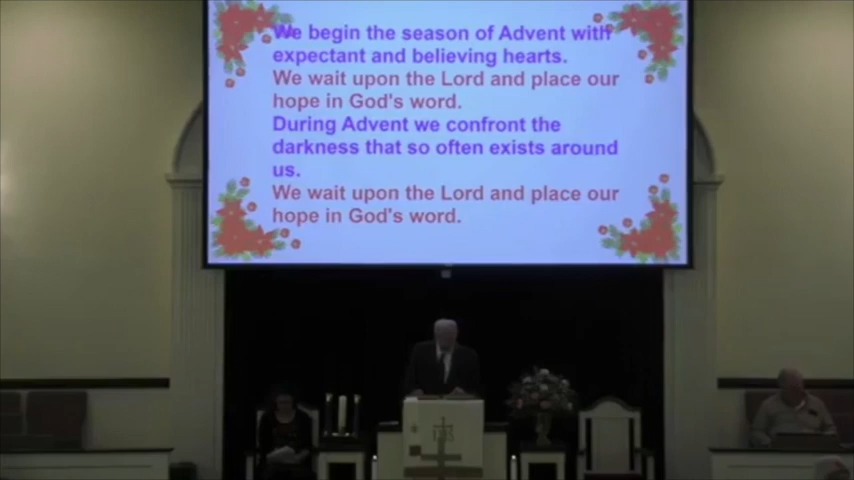 We begin the season of Advent with
expectant and believing hearts.
We wait upon the Lord and place our
hope in God's word.
During Advent we confront the
darkness that so often exists around
us.
We wait upon the Lord and place our
hope in God's word.